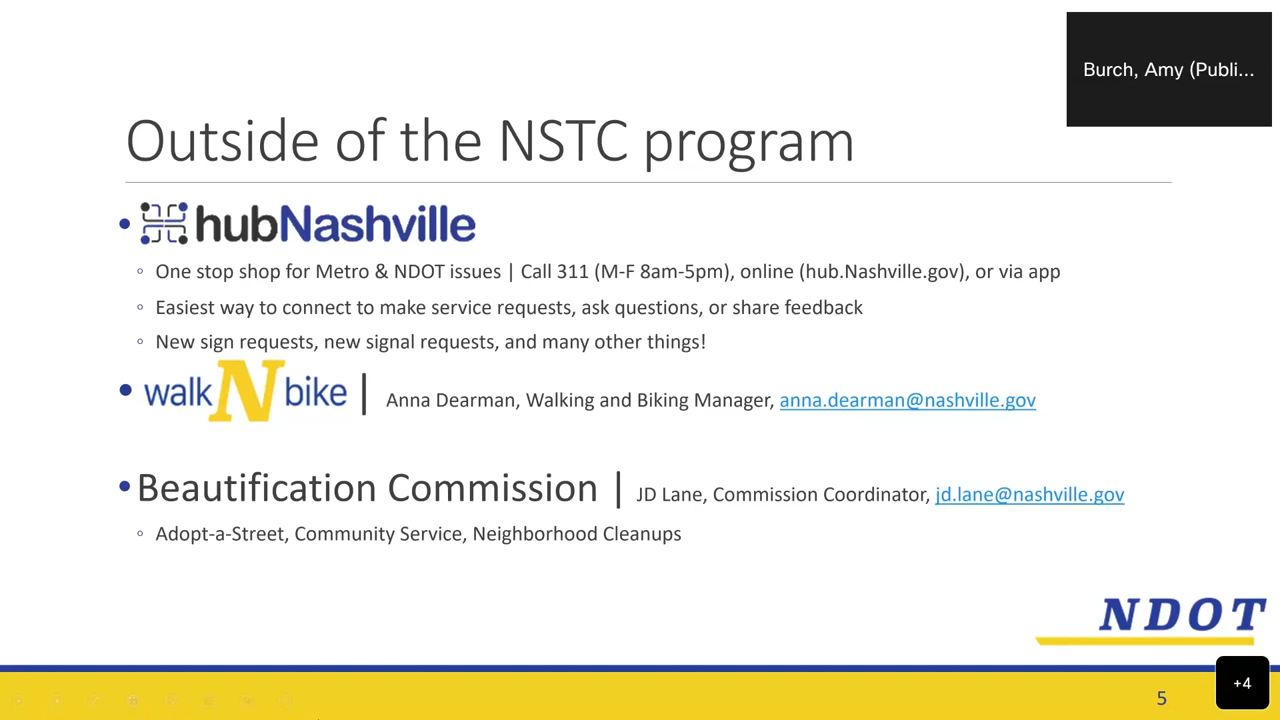 Burch, Amy (Publi...
Outside of the NSTC program
• hubNashville
◦ One stop shop for Metro & NDOT issues | Call 311 (M-F 8am-5pm), online (hub.Nashville.gov), or via app
◦ Easiest way to connect to make service requests, ask questions, or share feedback
◦ New sign requests, new signal requests, and many other things!
• walk N bike | Anna Dearman, Walking and Biking Manager, anna.dearman@nashville.gov
• Beautification Commission | JD Lane, Commission Coordinator, jd.lane@nashville.gov
◦ Adopt-a-Street, Community Service, Neighborhood Cleanups
NDOT
5
+4